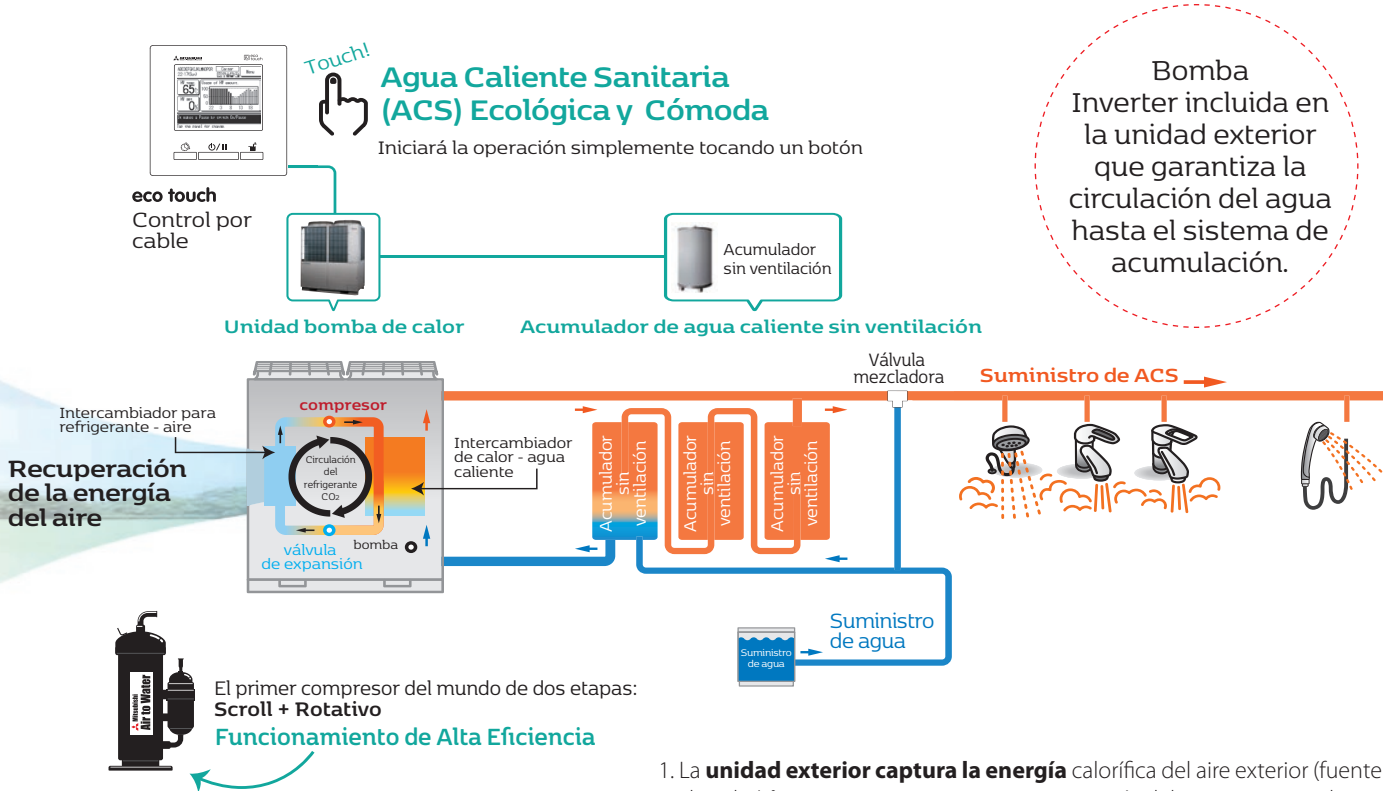 Touch!
Agua Caliente Sanitaria
(ACS) Ecológica y Cómoda
Iniciará la operación simplemente tocando un botón
Bomba
Inverter incluida en
la unidad exterior
que garantiza la
circulación del agua
hasta el sistema de
acumulación.
65
0
eco touch
Control por
cable
Acumulador
sin ventilación
Unidad bomba de calor
Acumulador de agua caliente sin ventilación
Válvula
mezcladora
Suministro de ACS
Intercambiador para
refrigerante - aire
compresor
Circulación
del
refrigerante
CO2
Intercambiador
de calor - agua
caliente
Recuperación
de la energía
del aire
válvula
de expansión
bomba
Acumulador
sin
ventilación
Acumulador
sin
ventilación
Acumulador
sin
ventilación
Suministro
de agua
Suministro
de agua
Mitsubishi
Air to Water
El primer compresor del mundo de dos etapas:
Scroll + Rotativo
Funcionamiento de Alta Eficiencia
1. La unidad exterior captura la energía calorífica del aire exterior (fuente